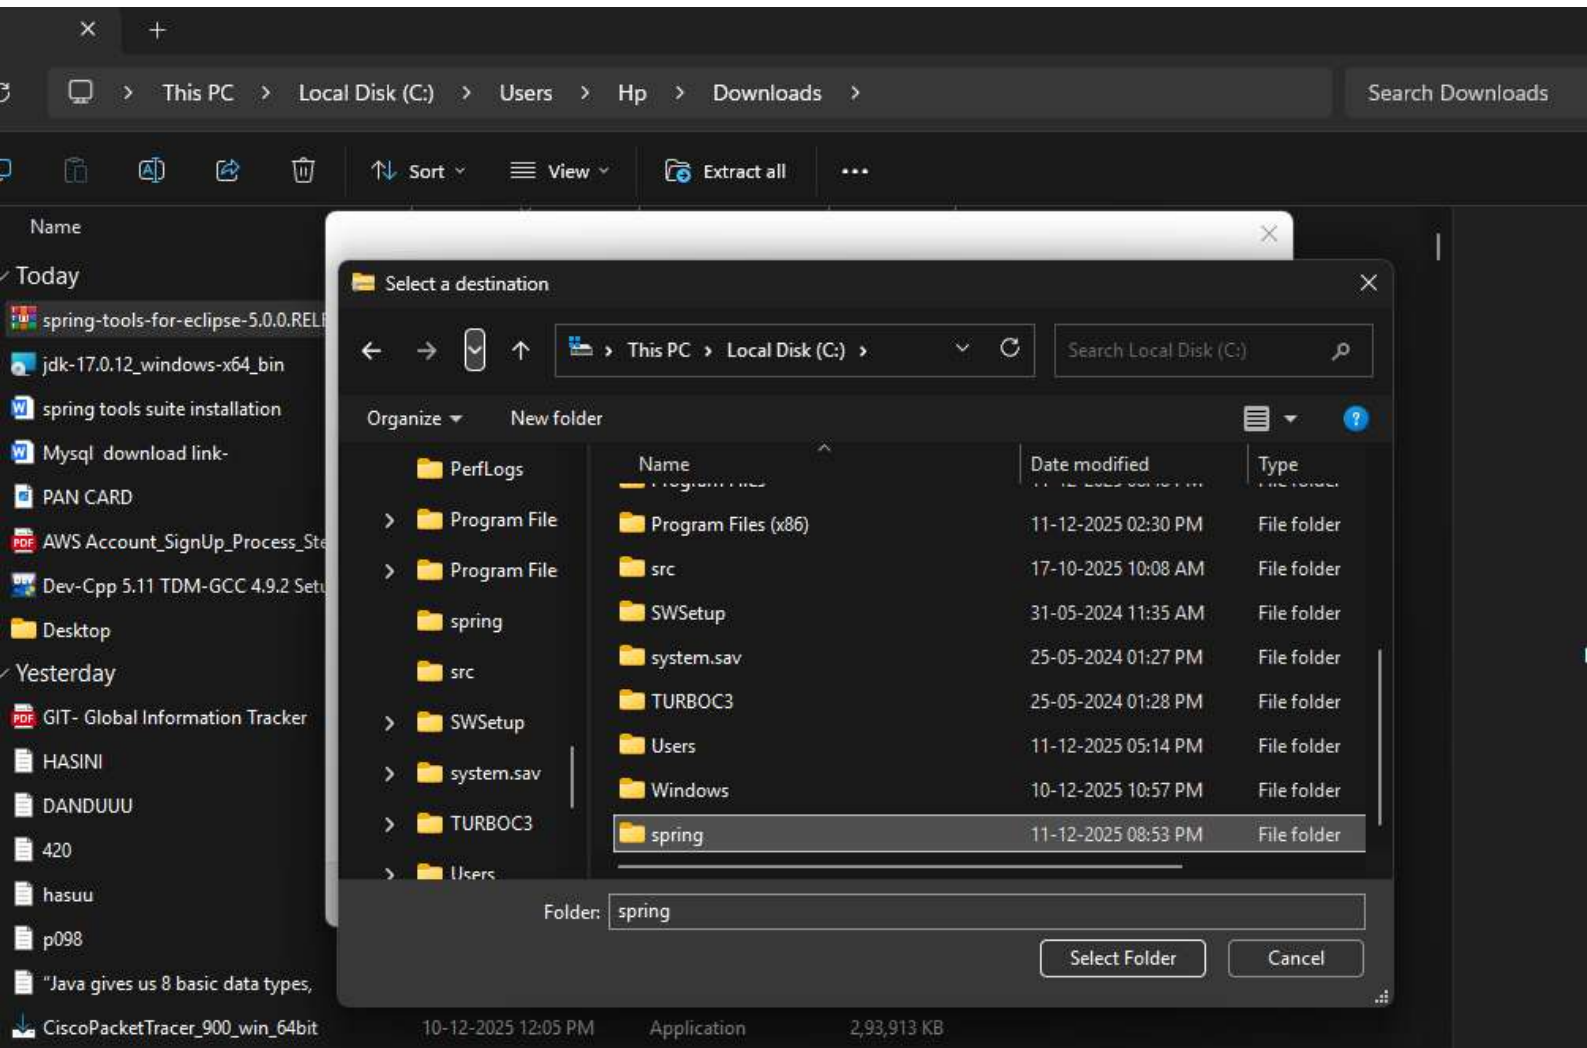 This PC > Local Disk (C:) > Users > Hp > Downloads >
Search Downloads
Sort
View
Extract all
Name
Today
spring-tools-for-eclipse-5.0.0.RELE
jdk-17.0.12_windows-x64_bin
spring tools suite installation
Mysql download link-
PAN CARD
AWS Account_SignUp_Process_Ste
Dev-Cpp 5.11 TDM-GCC 4.9.2 Setu
Desktop
Yesterday
GIT- Global Information Tracker
HASINI
DANDUUU
420
hasuu
p098
“Java gives us 8 basic data types,
CiscoPacketTracer_900_win_64bit 10-12-2025 12:05 PM Application 2,93,913 KB
Select a destination
This PC > Local Disk (C:) >
Search Local Disk (C:)
Organize
New folder
PerfLogs
Program File
Program File
spring
src
SWSetup
system.sav
TURBOC3
Users
Name Date modified Type
Program Files (x86) 11-12-2025 02:30 PM File folder
src 17-10-2025 10:08 AM File folder
SWSetup 31-05-2024 11:35 AM File folder
system.sav 25-05-2024 01:27 PM File folder
TURBOC3 25-05-2024 01:28 PM File folder
Users 11-12-2025 05:14 PM File folder
Windows 10-12-2025 10:57 PM File folder
spring 11-12-2025 08:53 PM File folder
Folder: spring
Select Folder
Cancel